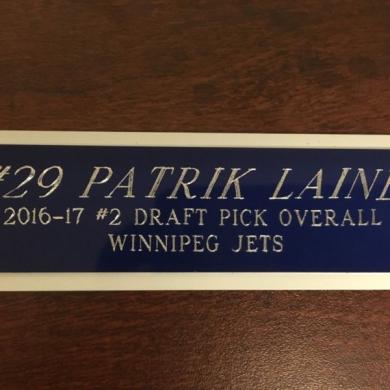 #29 PATRIK LAINE
2016-17 #2 DRAFT PICK OVERALL
WINNIPEG JETS